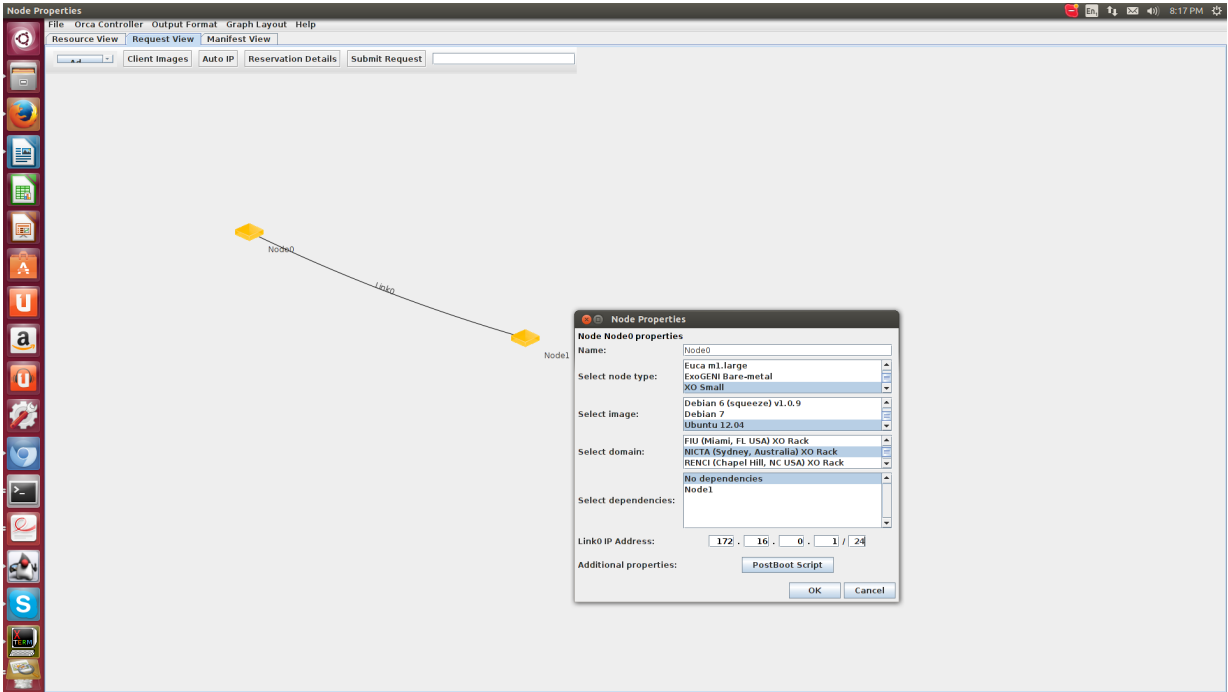 Node Properties
En
8:17 PM
File Orca Controller Output Format Graph Layout Help
Resource View Request View Manifest View
Client Images Auto IP Reservation Details Submit Request
Node0
Link0
Node1
Node Properties
Node Node0 properties
Name: Node0
Select node type:
Euca m1.large
ExoGENI Bare-metal
XO Small
Select image:
Debian 6 (squeeze) v1.0.9
Debian 7
Ubuntu 12.04
Select domain:
FIU (Miami, FL USA) XO Rack
NICTA (Sydney, Australia) XO Rack
RENCI (Chapel Hill, NC USA) XO Rack
Select dependencies:
No dependencies
Node1
Link0 IP Address: 172 . 16 . 0 . 1 / 24
Additional properties: PostBoot Script
OK Cancel
a
S
X
TERM